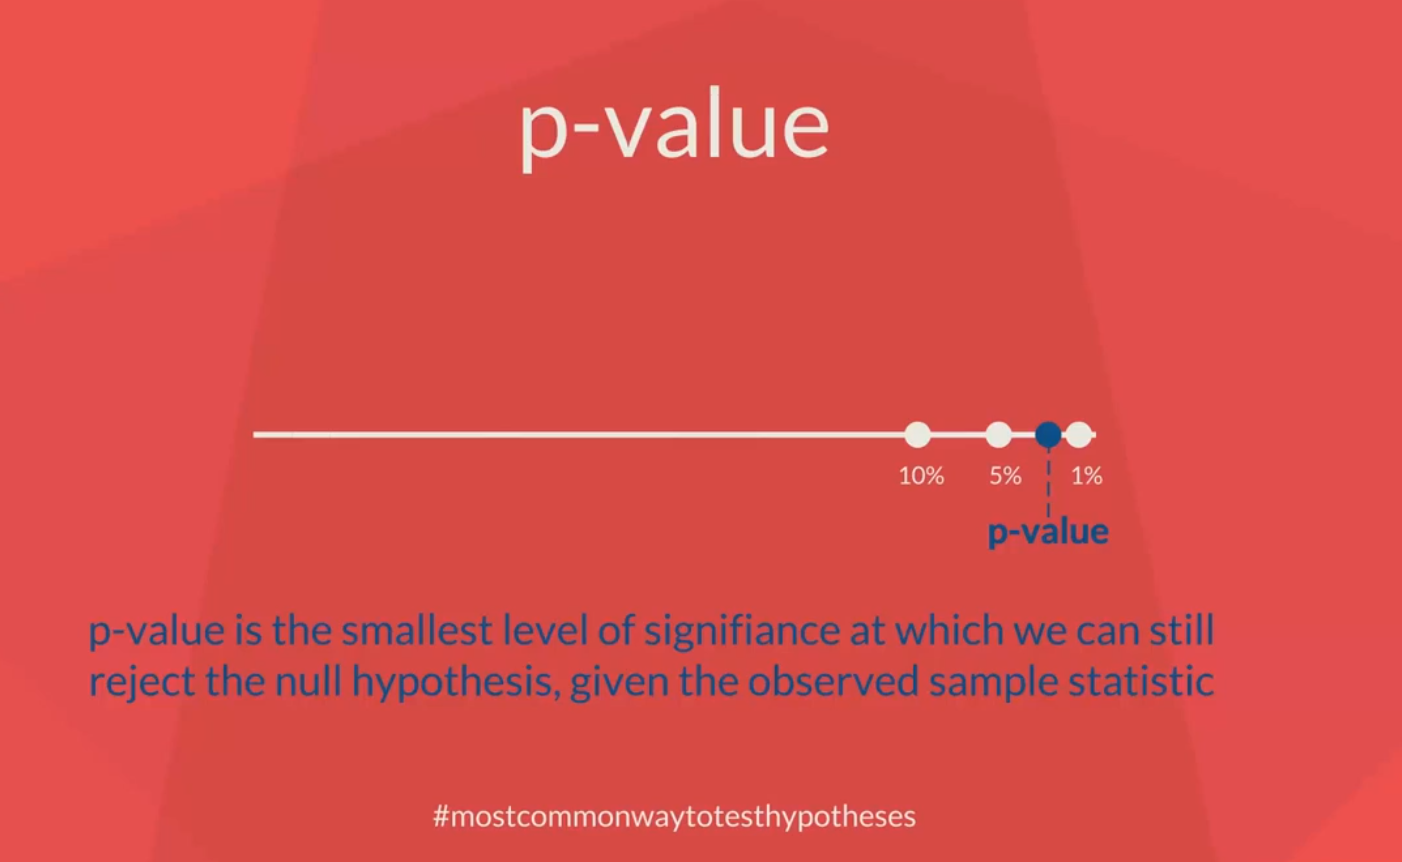 p-value
10% 5% 1%
p-value
p-value is the smallest level of signifiance at which we can still
reject the null hypothesis, given the observed sample statistic
#mostcommonwaytotesthypotheses